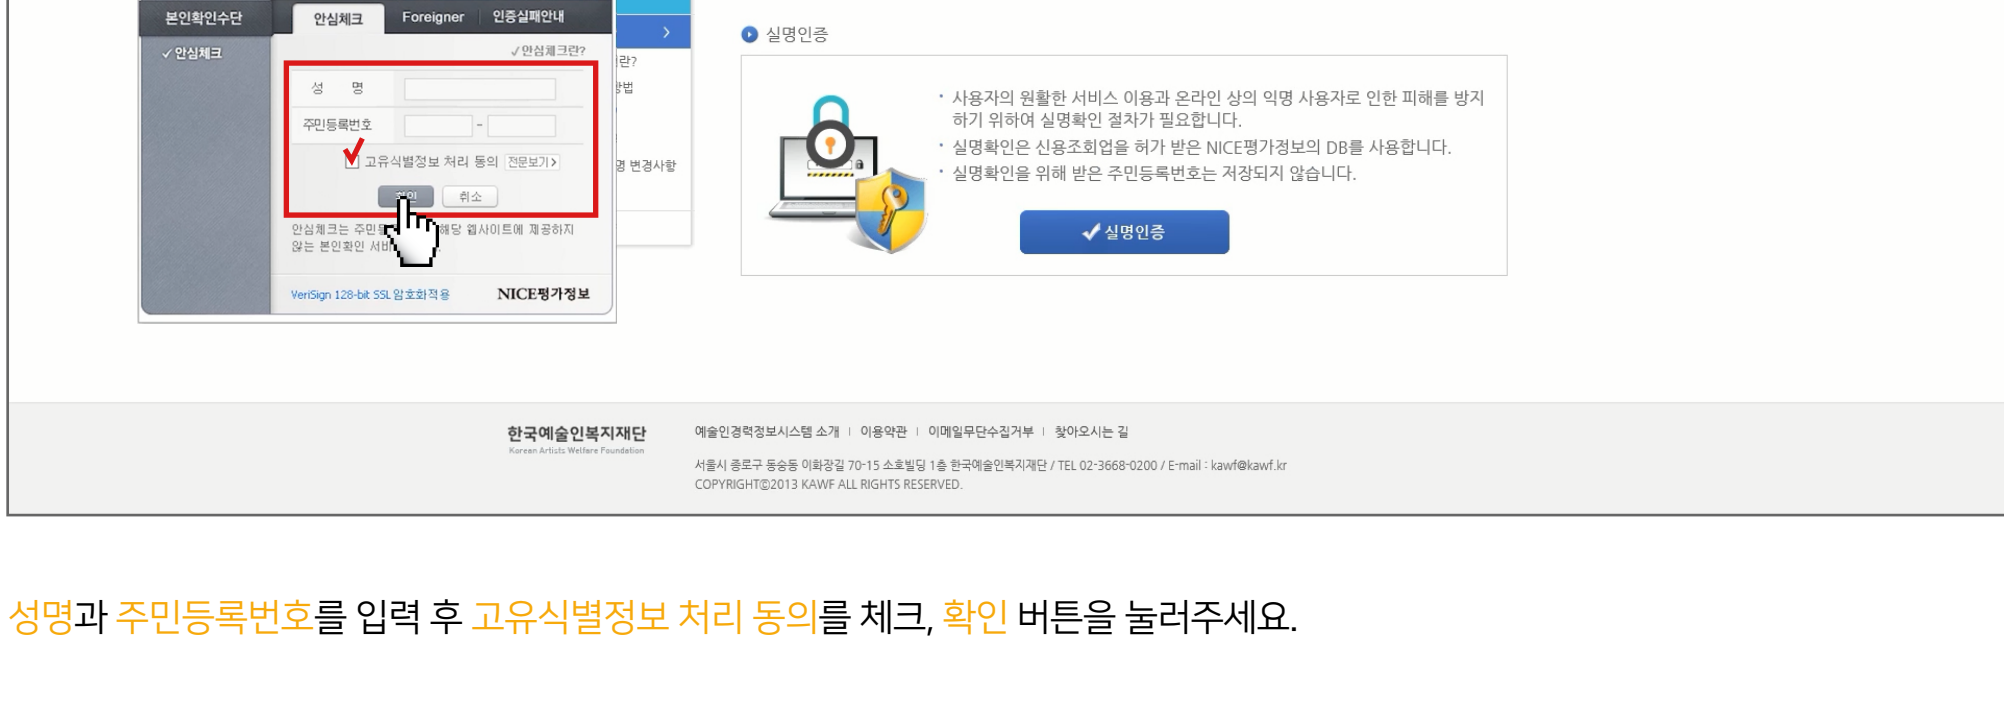 본인확인수단
안심체크
Foreigner
인증실패안내
✓안심체크
✓안심체크란?
성 명
주민등록번호
-
고유식별정보 처리 동의 전문보기>
확인
취소
안심체크는 주민 해당 웹사이트에 제공하지
않는 본인확인 서비
VeriSign 128-bit SSL 암호화적용
NICE평가정보
란?
방법
명 변경사항
실명인증
· 사용자의 원활한 서비스 이용과 온라인 상의 익명 사용자로 인한 피해를 방지
하기 위하여 실명확인 절차가 필요합니다.
· 실명확인은 신용조회업을 허가 받은 NICE평가정보의 DB를 사용합니다.
· 실명확인을 위해 받은 주민등록번호는 저장되지 않습니다.
✓실명인증
한국예술인복지재단
Korean Artists Welfare Foundation
예술인경력정보시스템 소개 | 이용약관 | 이메일무단수집거부 | 찾아오시는 길
서울시 종로구 동숭동 이화장길 70-15 소호빌딩 1층 한국예술인복지재단 / TEL 02-3668-0200 / E-mail : kawf@kawf.kr
COPYRIGHTⓒ2013 KAWF ALL RIGHTS RESERVED.
성명과 주민등록번호를 입력 후 고유식별정보 처리 동의를 체크, 확인 버튼을 눌러주세요.